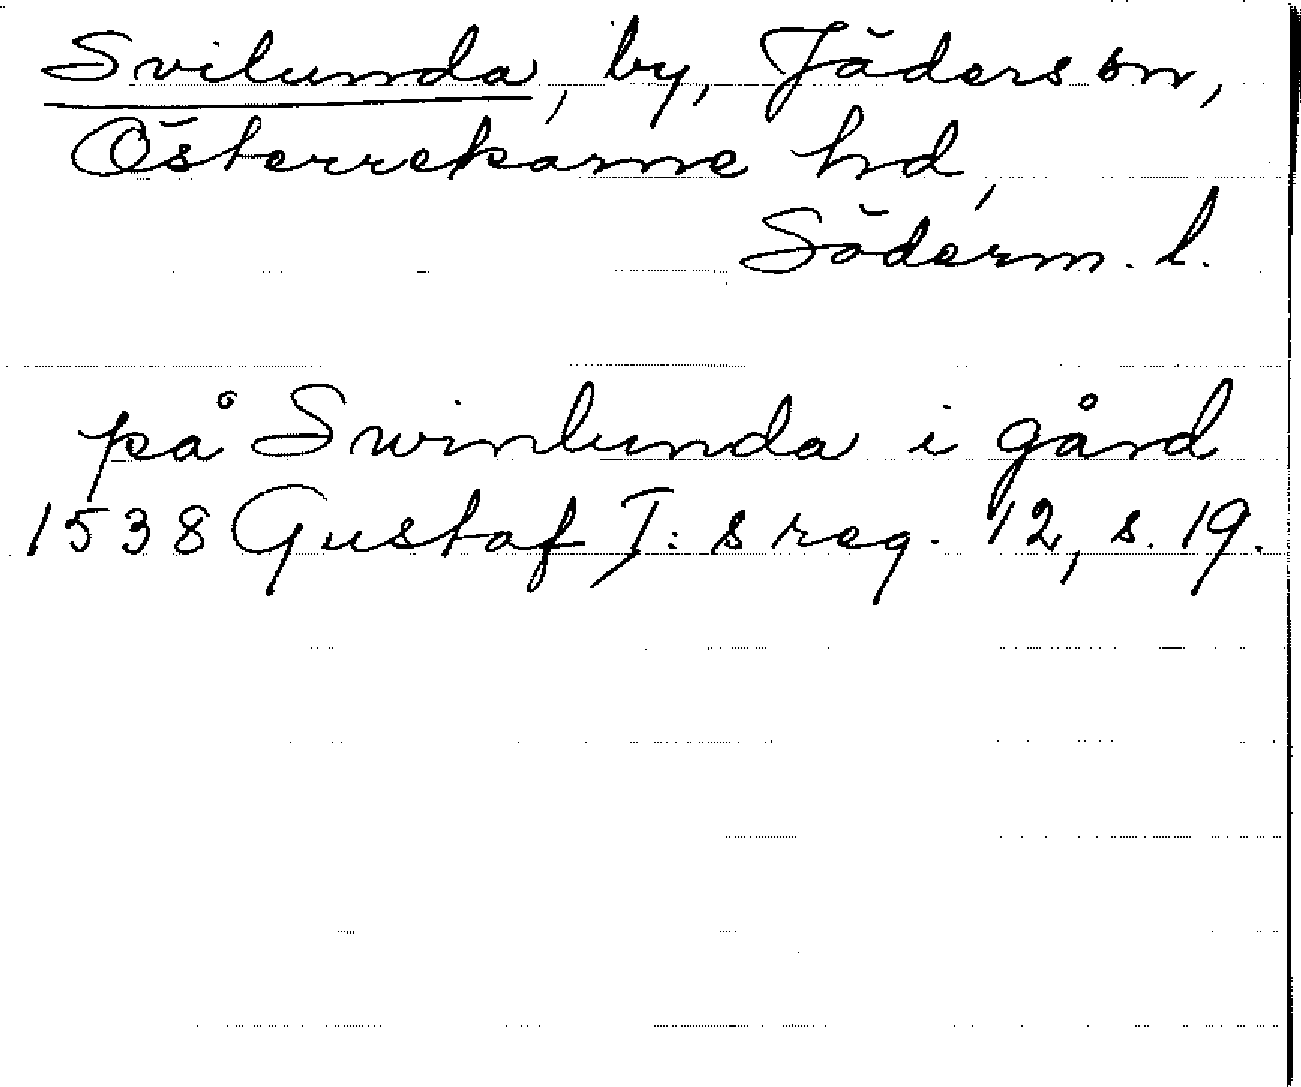 Svilunda, by, Jäders sn,
Österrekarne hd,
Söderm. l.
på Swinlunda i gård
1538 Gustaf I: s reg. 12, s. 19.